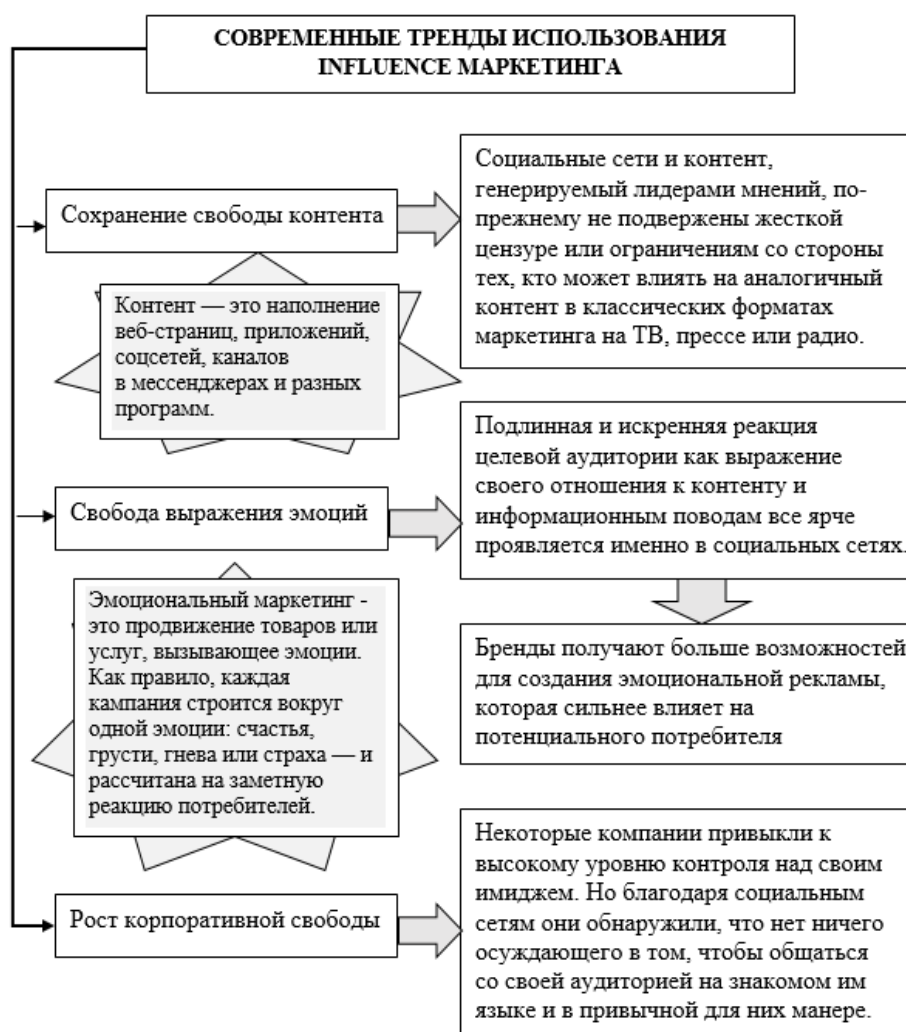 СОВРЕМЕННЫЕ ТРЕНДЫ ИСПОЛЬЗОВАНИЯ
INFLUENCE МАРКЕТИНГА
Сохранение свободы контента
Социальные сети и контент,
генерируемый лидерами мнений, по-
прежнему не подвержены жесткой
цензуре или ограничениям со стороны
тех, кто может влиять на аналогичный
контент в классических форматах
маркетинга на ТВ, прессе или радио.
Контент — это наполнение
веб-страниц, приложений,
соцсетей, каналов
в мессенджерах и разных
программ.
Свобода выражения эмоций
Подлинная и искренняя реакция
целевой аудитории как выражение
своего отношения к контенту и
информационным поводам все ярче
проявляется именно в социальных сетях.
Эмоциональный маркетинг -
это продвижение товаров или
услуг, вызывающее эмоции.
Как правило, каждая
кампания строится вокруг
одной эмоции: счастья,
грусти, гнева или страха — и
рассчитана на заметную
реакцию потребителей.
Бренды получают больше возможностей
для создания эмоциональной рекламы,
которая сильнее влияет на
потенциального потребителя
Рост корпоративной свободы
Некоторые компании привыкли к
высокому уровню контроля над своим
имиджем. Но благодаря социальным
сетям они обнаружили, что нет ничего
осуждающего в том, чтобы общаться
со своей аудиторией на знакомом им
языке и в привычной для них манере.